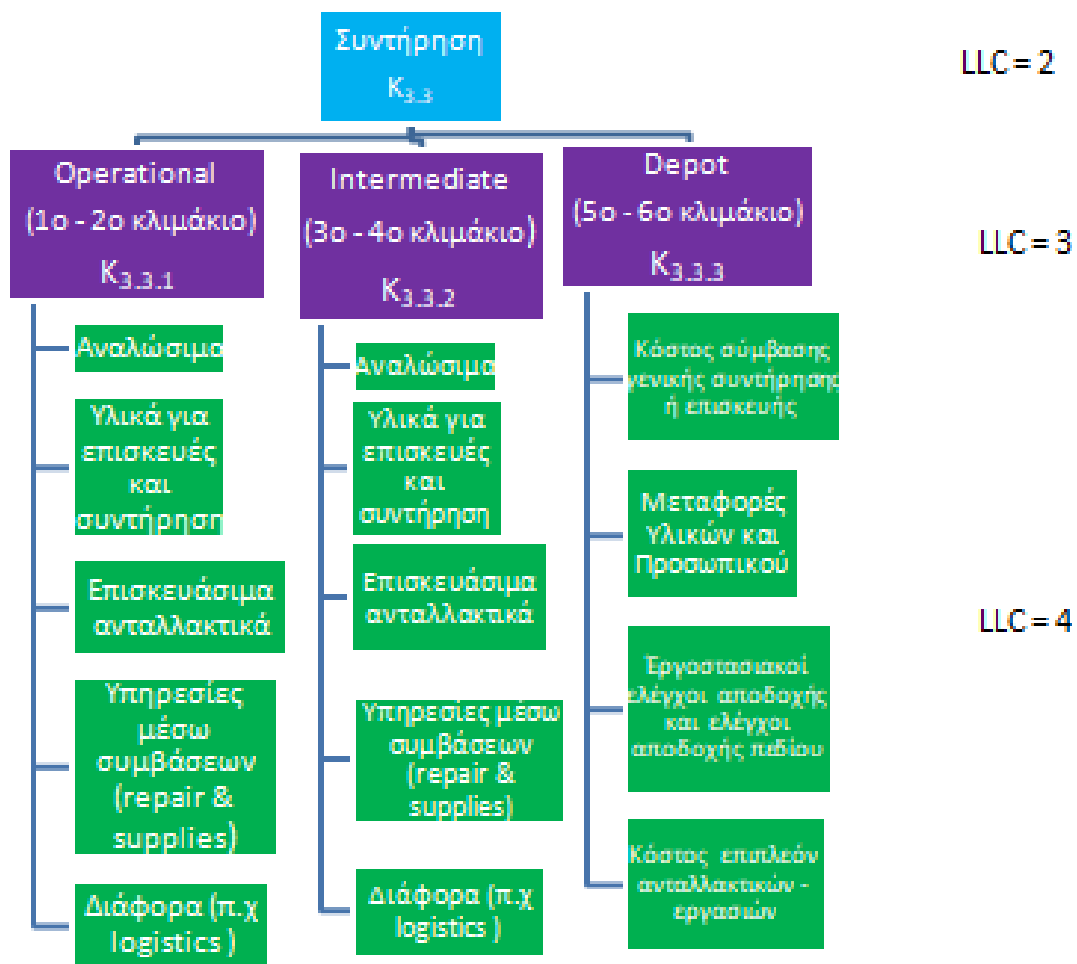 Συντήρηση
K3.3
LLC = 2
Operational
(1ο - 2ο κλιμάκιο)
K3.3.1
Intermediate
(3ο - 4ο κλιμάκιο)
K3.3.2
Depot
(5ο - 6ο κλιμάκιο)
K3.3.3
LLC = 3
Αναλώσιμα
Υλικά για
επισκευές
και
συντήρηση
Επισκευάσιμα
ανταλλακτικά
Υπηρεσίες
μέσω
συμβάσεων
(repair &
supplies)
Διάφορα (π.χ
logistics )
Αναλώσιμα
Υλικά για
επισκευές
και
συντήρηση
Επισκευάσιμα
ανταλλακτικά
Υπηρεσίες μέσω
συμβάσεων
(repair &
supplies)
Διάφορα (π.χ
logistics )
Κόστος σύμβασης
γενικής συντήρησης
ή επισκευής
Μεταφορές
Υλικών και
Προσωπικού
Έργοστασιακοί
ελέγχοι αποδοχής
και ελέγχοι
αποδοχής πεδίου
Κόστος επιπλεόν
ανταλλακτικών -
εργασιών
LLC = 4